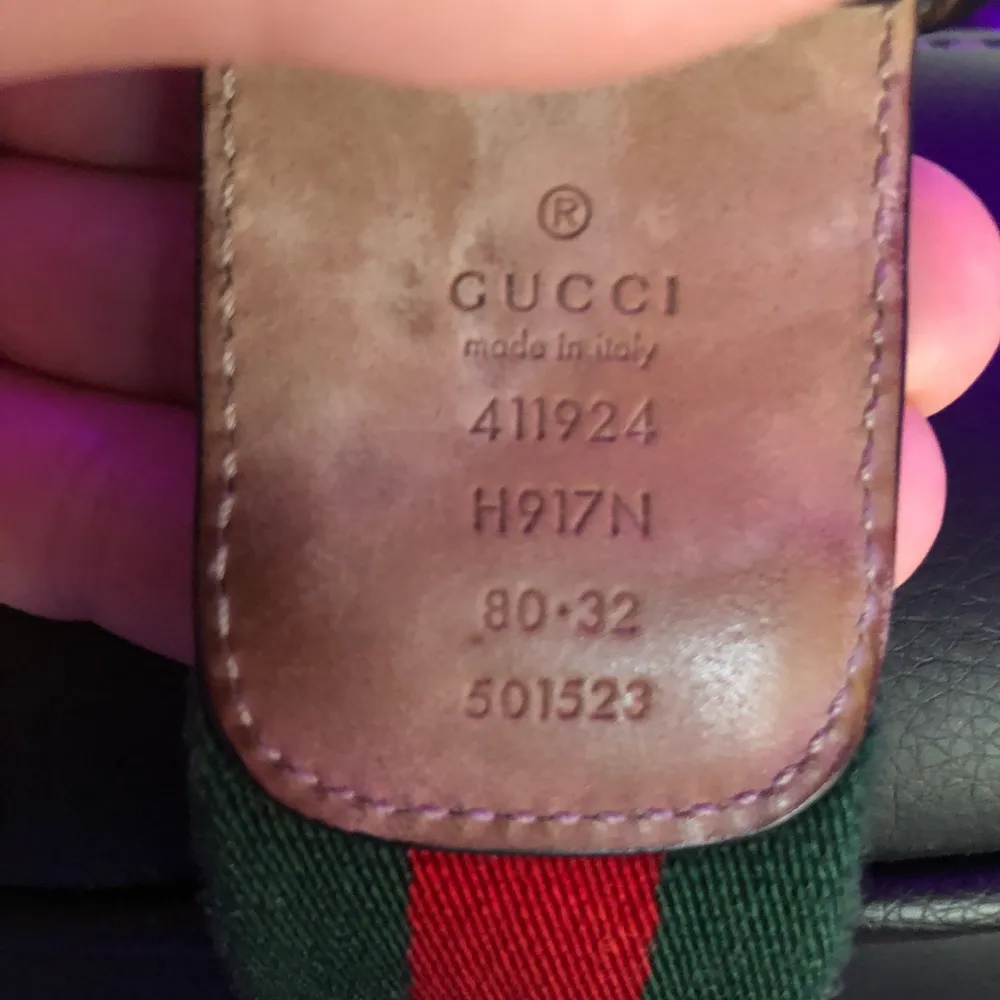 ®
GUCCI
made in italy
411924
H917N
80·32
501523